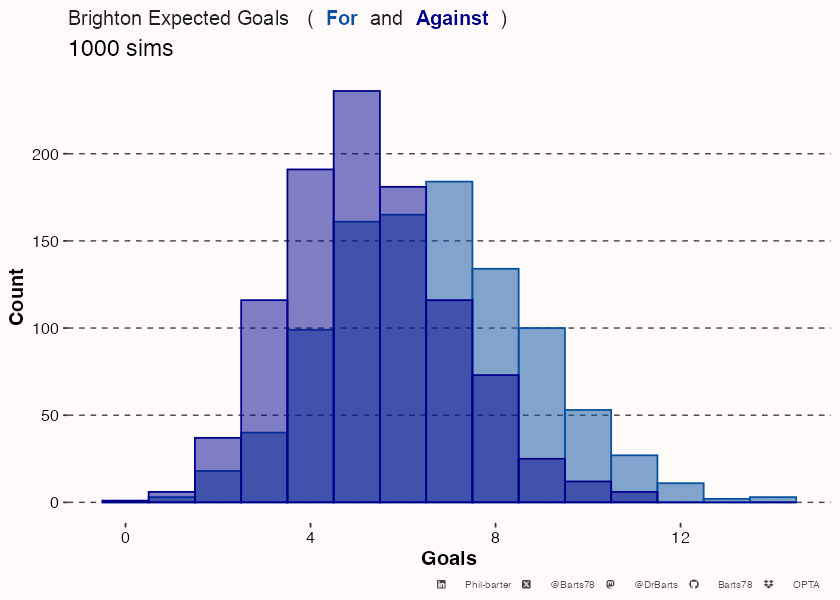 Brighton Expected Goals ( For and Against )
1000 sims
200
150
100
50
0
Count
0 4 8 12
Goals
Phil-barter @Barts78 @DrBarts Barts78 OPTA